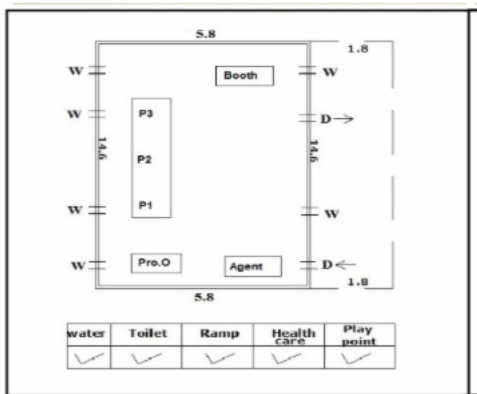 5.8
1.8
W
W
Booth
W
P3
D
14.6
14.6
P2
W
P1
W
W
Pro.O
Agent
D
1.8
5.8
water Toilet Ramp Health care Play point